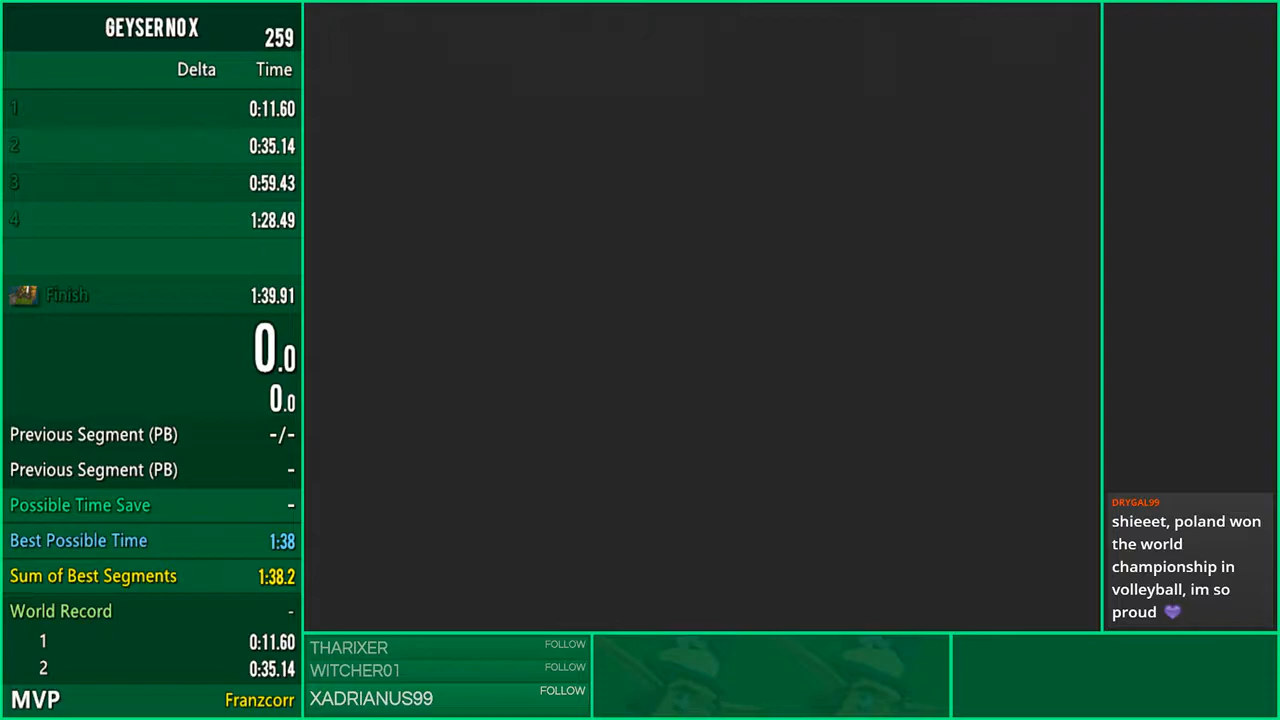 GEYSER NO X
259
Delta Time
1 0:11.60
2 0:35.14
3 0:59.43
4 1:28.49
Finish 1:39.91
0.0
0.0
Previous Segment (PB) -/-
Previous Segment (PB) -
Possible Time Save -
Best Possible Time 1:38
Sum of Best Segments 1:38.2
World Record -
1 0:11.60
2 0:35.14
MVP Franzcorr
THARIXER FOLLOW
WITCHER01 FOLLOW
XADRIANUS99 FOLLOW
DRYGAL99
shieeet, poland won
the world
championship in
volleyball, im so
proud 💜